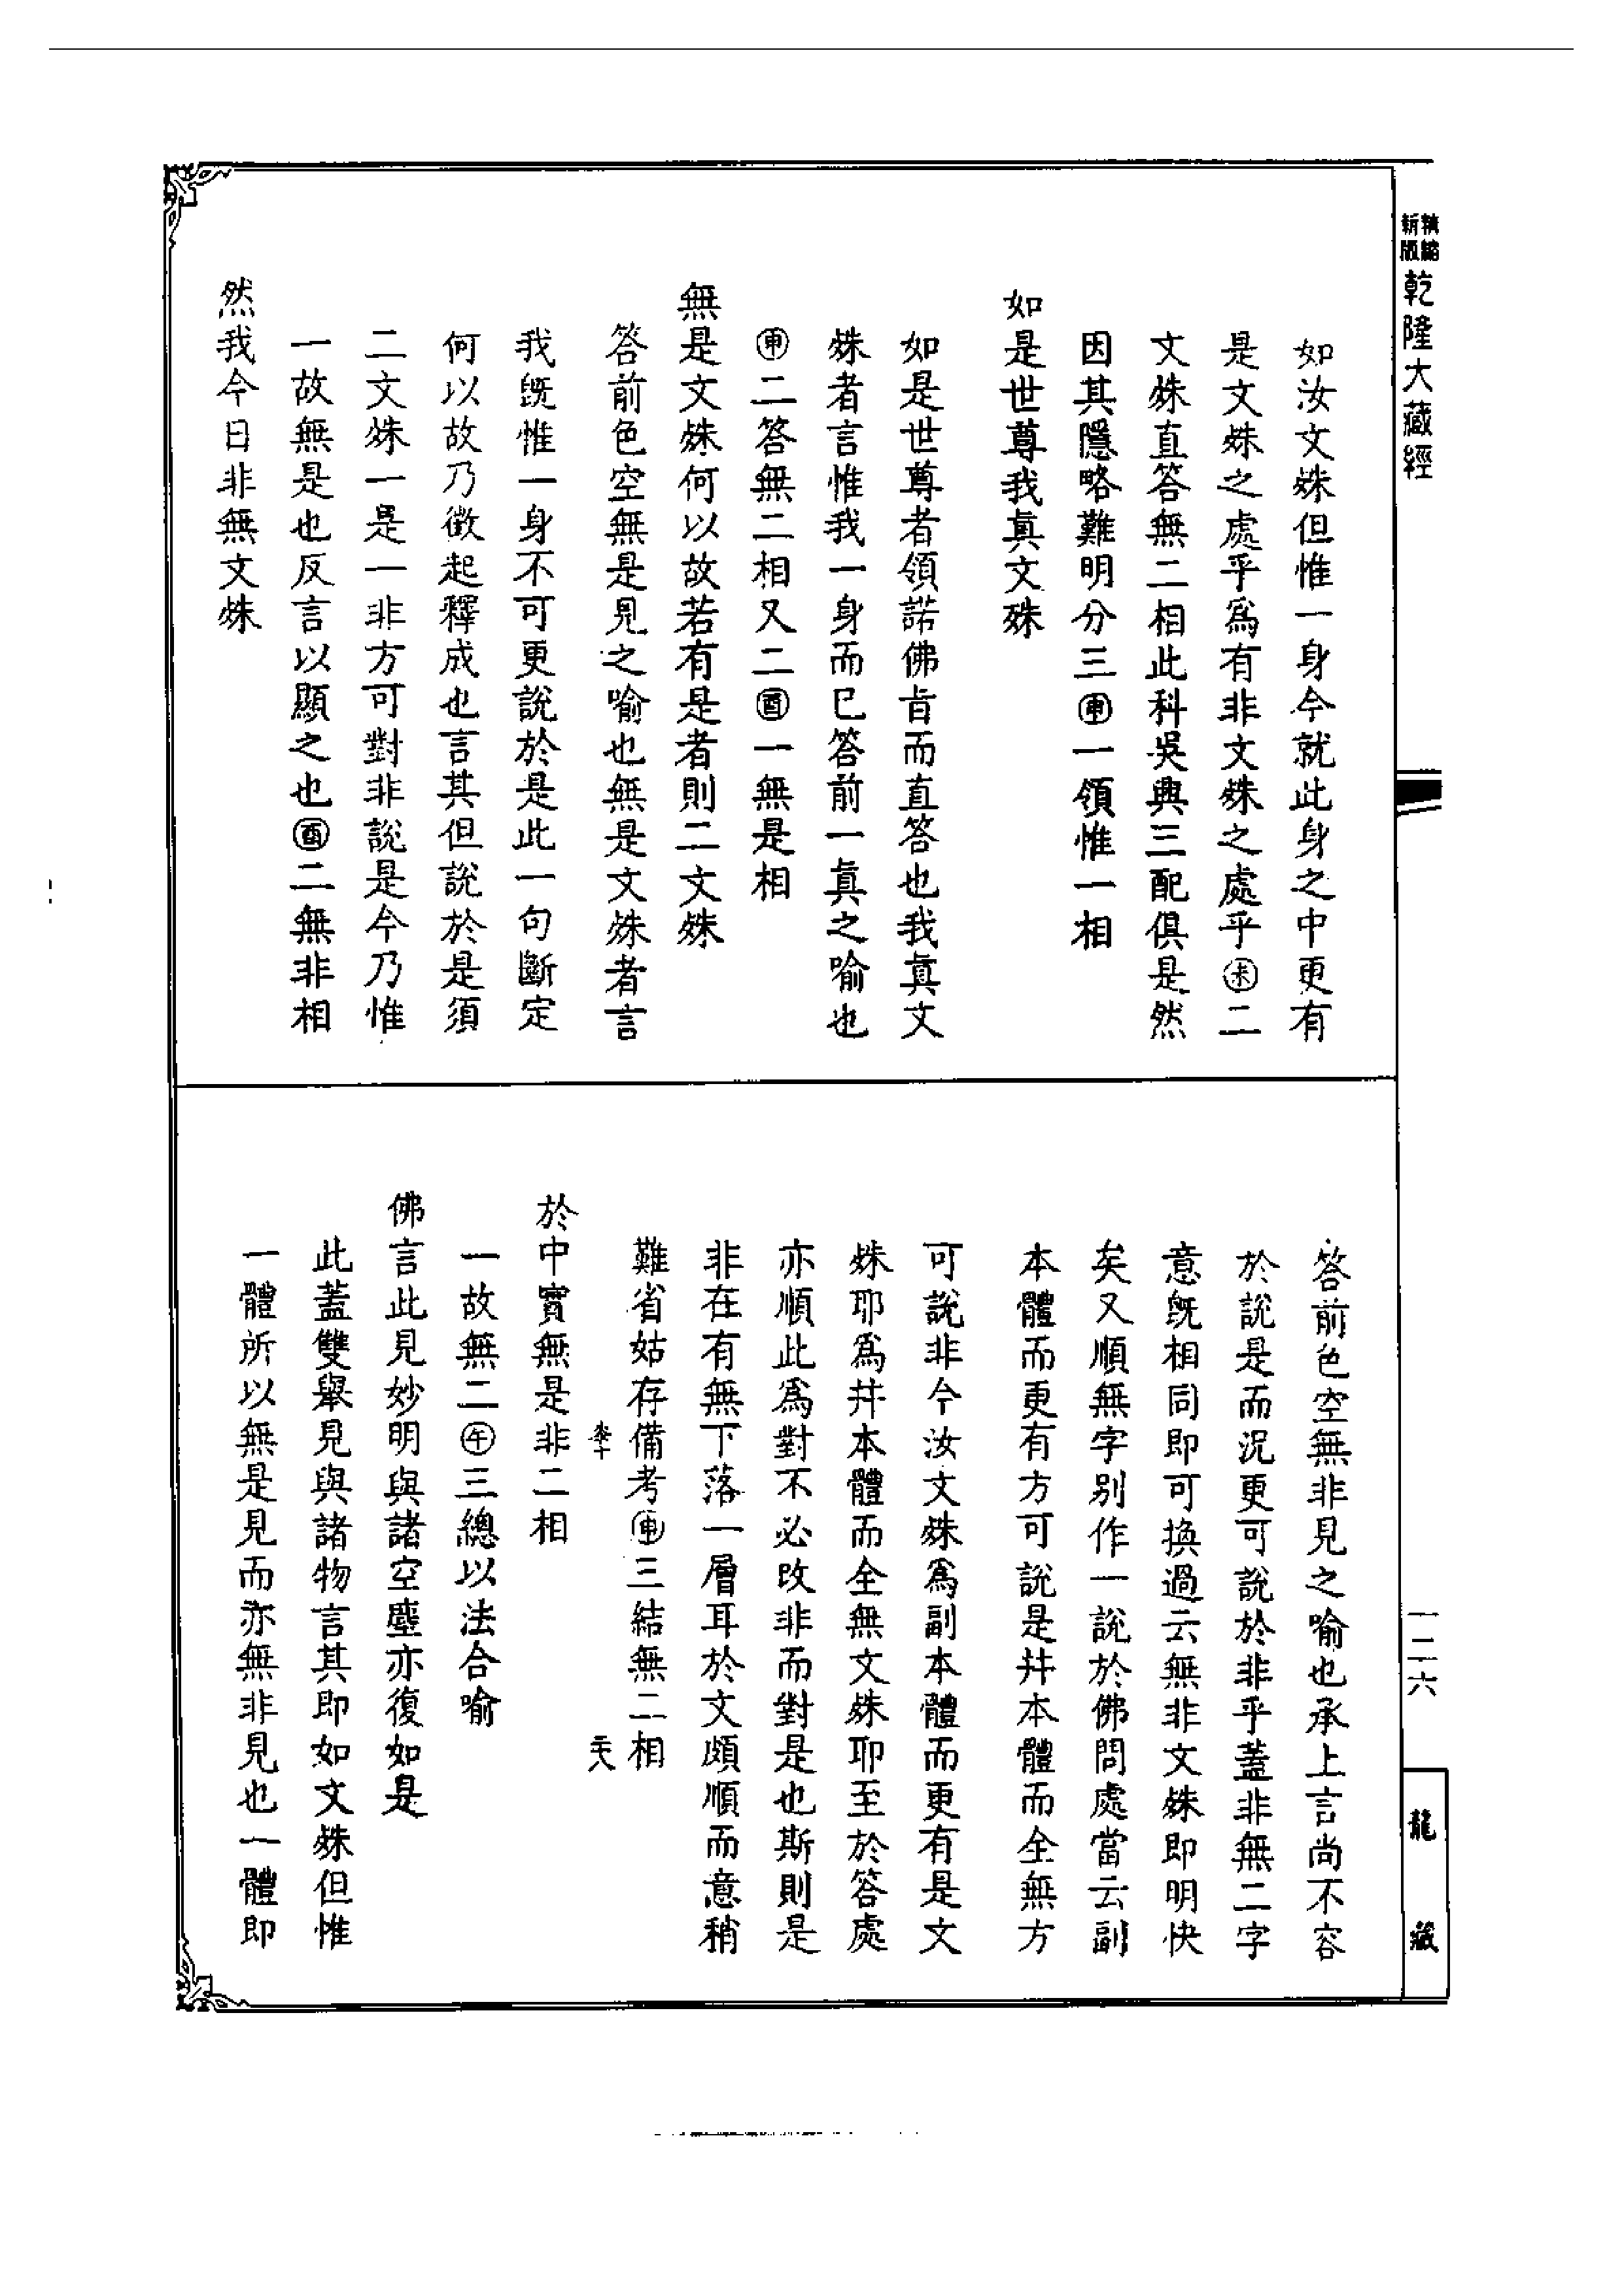 精縮新版乾隆大藏經
如汝文殊但惟一身今就此身之中更有
是文殊之處乎爲有非文殊之處乎㊍二
文殊直答無二相此科吳興三配俱是然
因其隱略難明分三㊥一領惟一相
如是世尊我真文殊
如是世尊者領諾佛旨而直答也我真文
殊者言惟我一身而已答前一真之喻也
申二答無二相又二酉一無是相
無是文殊何以故若有是者則二文殊
答前色空無是見之喻也無是文殊者言
我旣惟一身不可更說於是此一句斷定
何以故乃徵起釋成也言其但說於是須
二文殊一是一非方可對非說是今乃惟
一故無是也反言以顯之也酉二無非相
然我今日非無文殊
答前色空無非見之喻也承上言尚不容
於說是而況更可說於非乎蓋非無二字
意旣相同即可換過云無非文殊即明快
矣又順無字別作一說於佛問處當云副
本體而更有方可說是幷本體而全無方
可說非今汝文殊爲副本體而更有是文
殊耶爲幷本體而全無文殊耶至於答處
亦順此爲對不必改非而對是也斯則是
非在有無下落一層耳於文頗順而意稍
難省姑存備考申三結無二相
於中實無是非二相
一故無二午三總以法合喻
佛言此見妙明與諸空塵亦復如是
此蓋雙舉見與諸物言其即如文殊但惟
一體所以無是見而亦無非見也一體即
一二六
龍藏